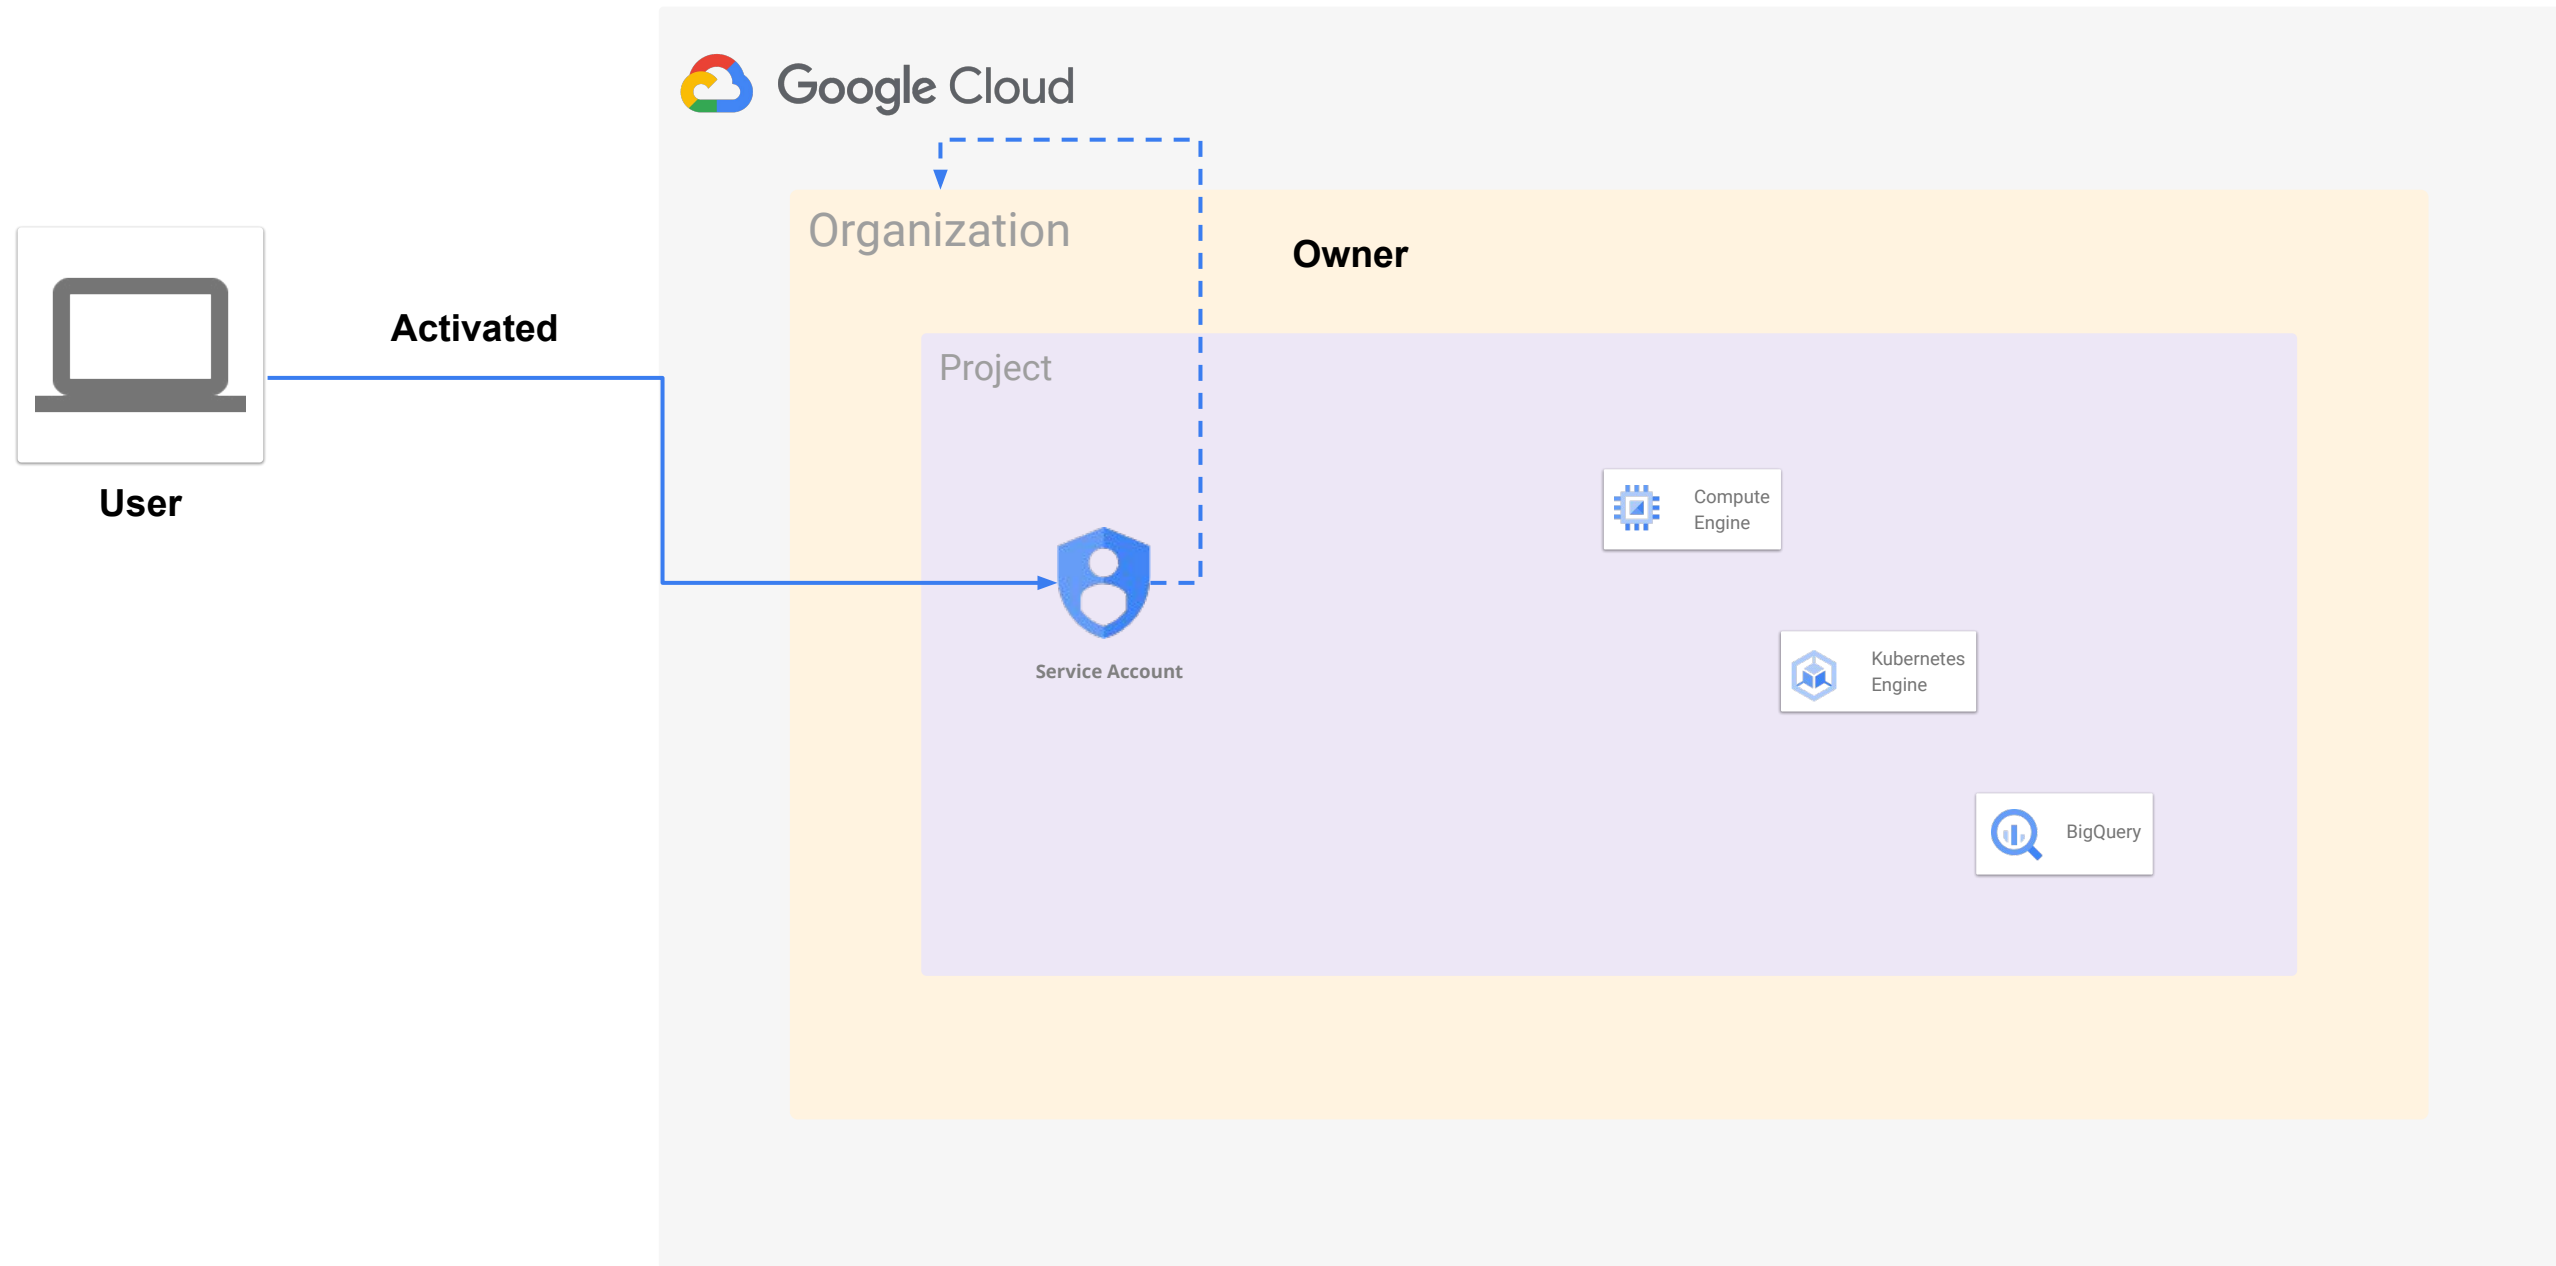 Google Cloud
Organization
Owner
Activated
Project
User
Compute
Engine
Service Account
Kubernetes
Engine
BigQuery